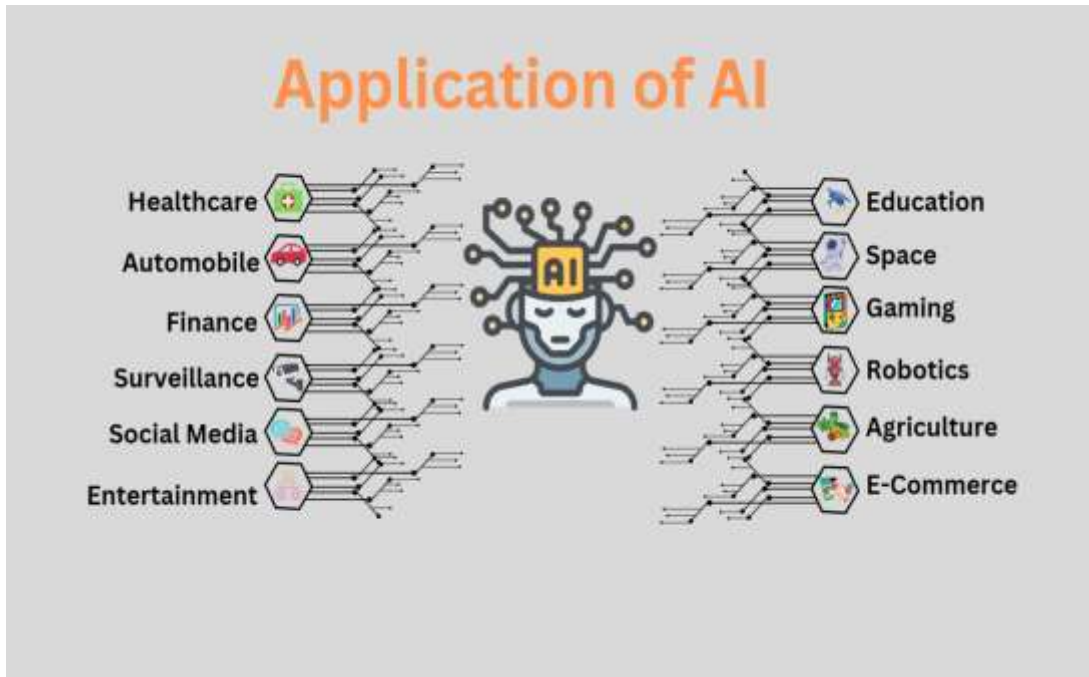 Application of AI
Healthcare
Automobile
Finance
Surveillance
Social Media
Entertainment
AI
Education
Space
Gaming
Robotics
Agriculture
E-Commerce